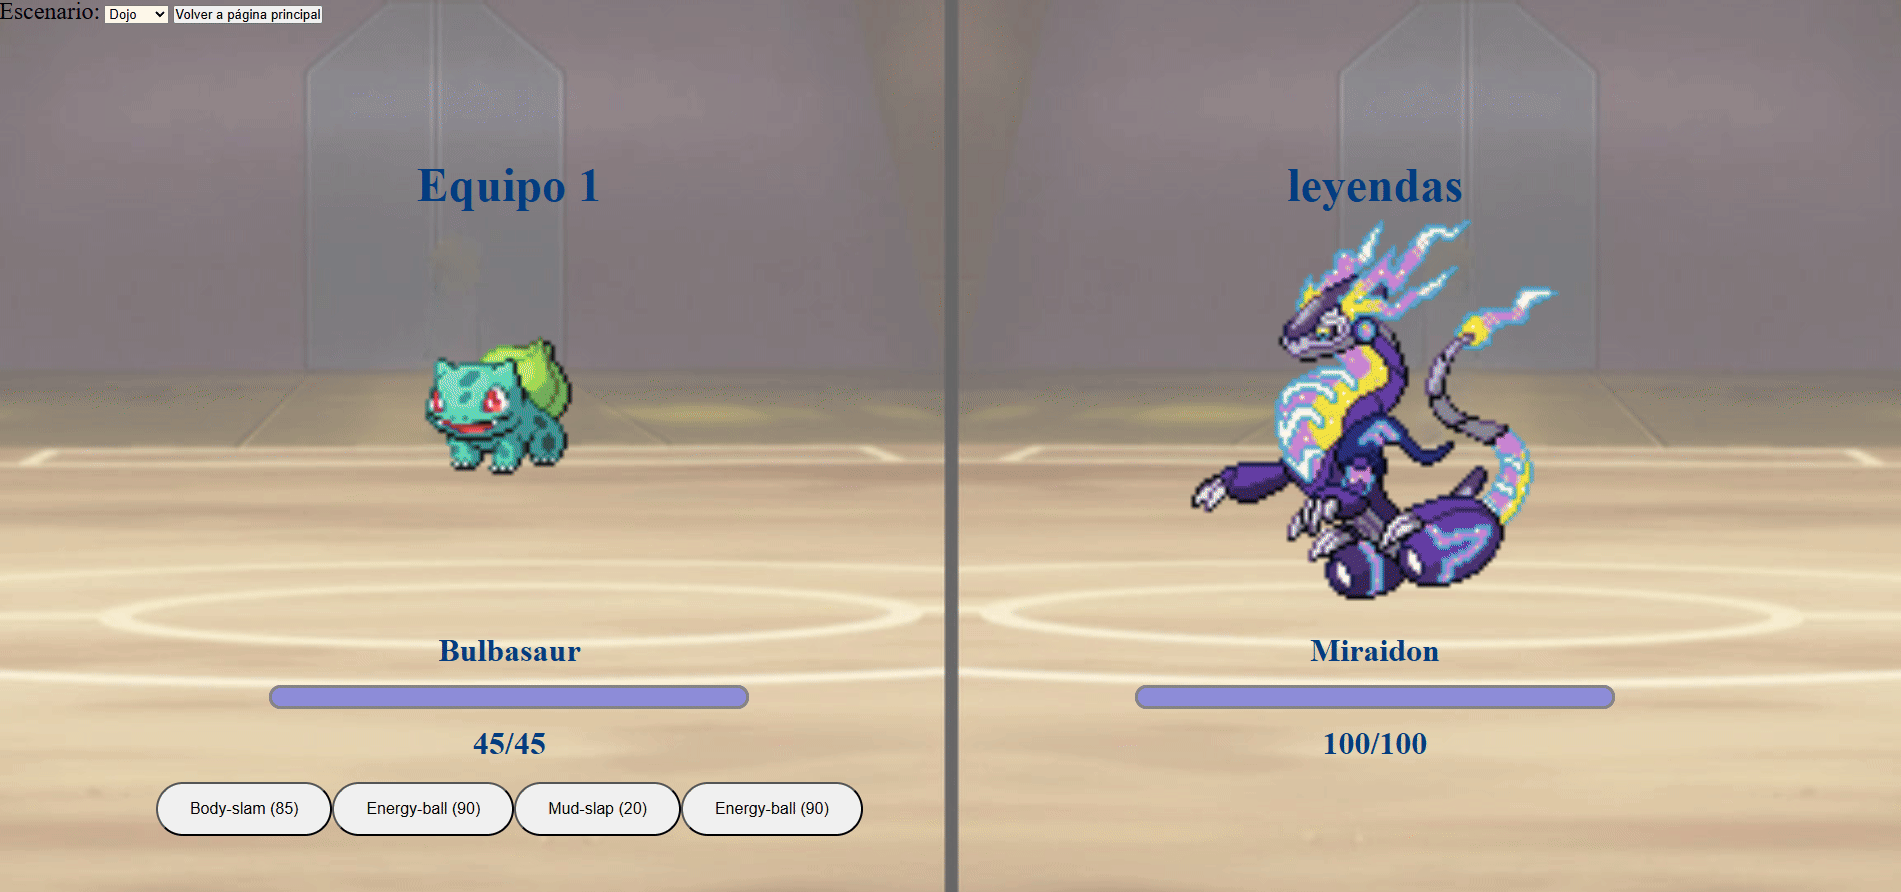 Escenario: Dojo Volver a página principal
Equipo 1
leyendas
Bulbasaur
Miraidon
45/45
100/100
Body-slam (85) Energy-ball (90) Mud-slap (20) Energy-ball (90)